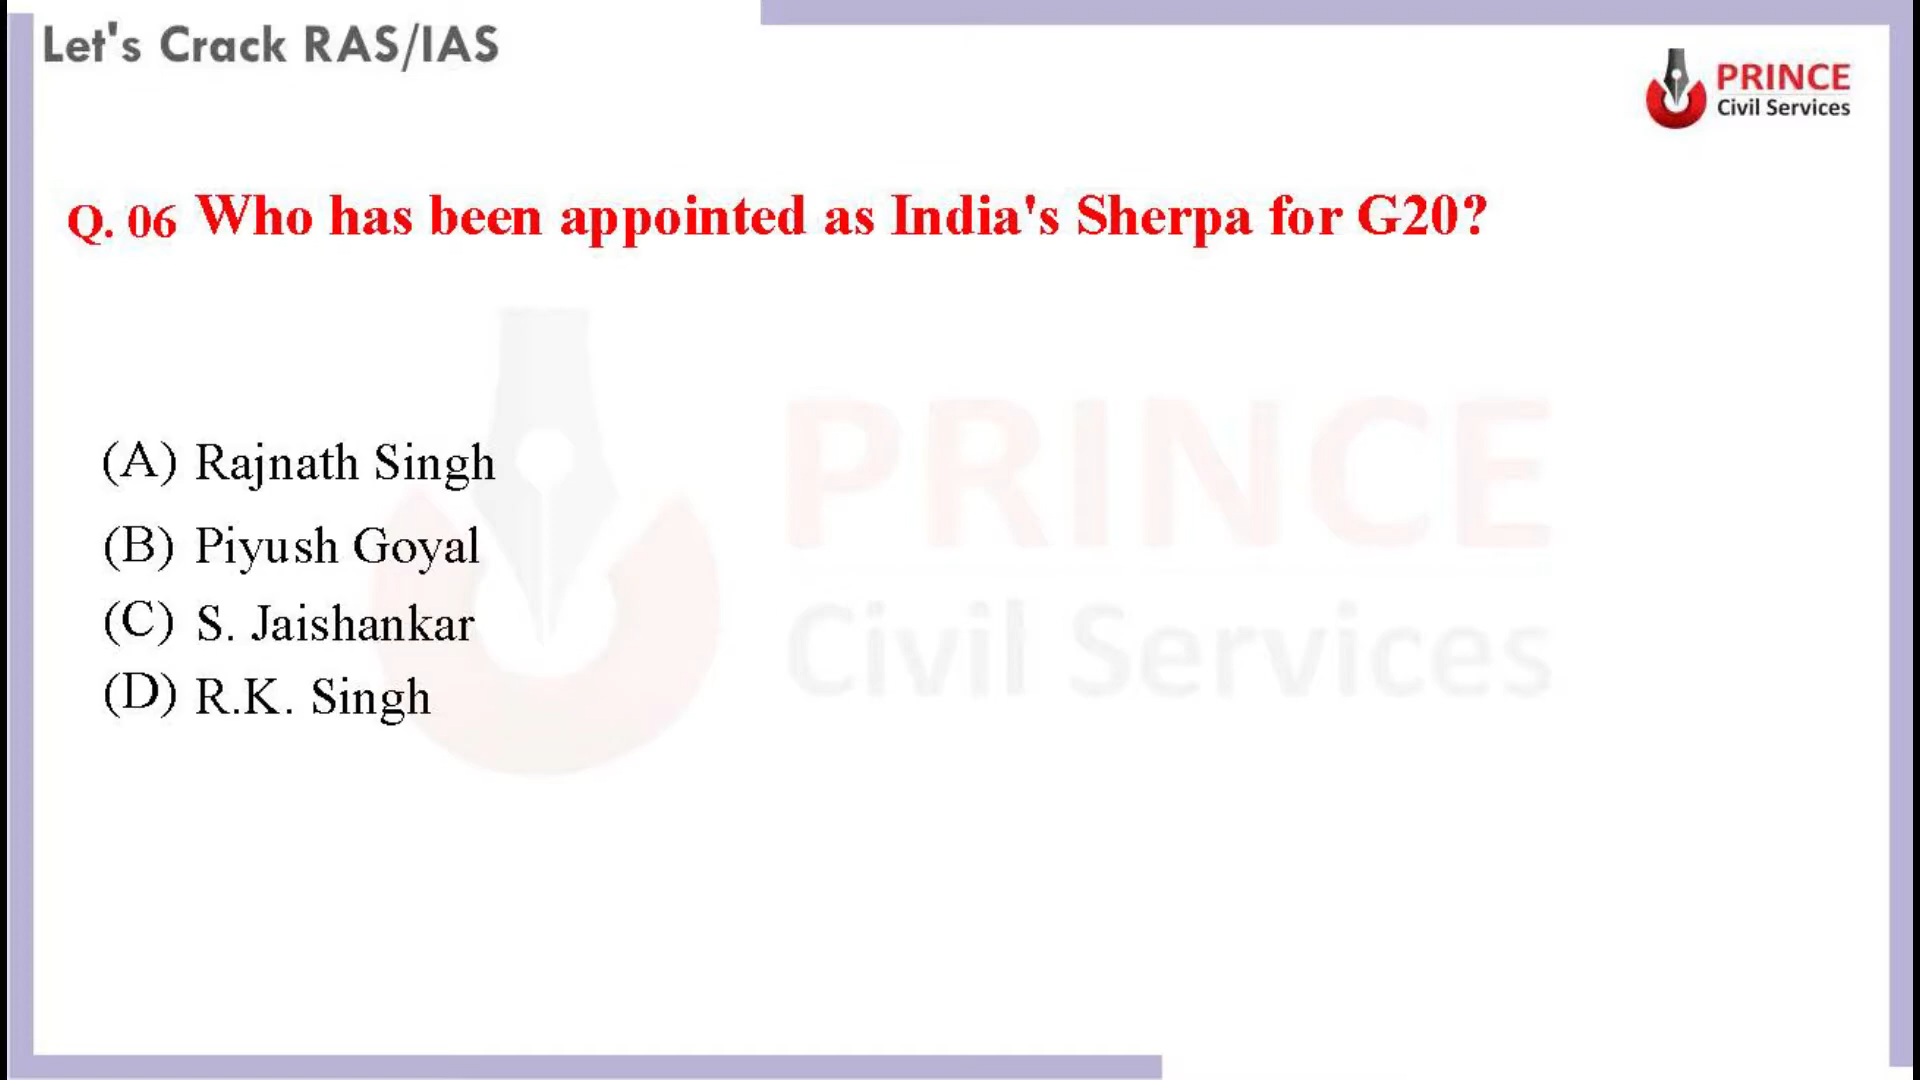 Let's Crack RAS/IAS
PRINCE
Civil Services
Q. 06 Who has been appointed as India's Sherpa for G20?
PRINCE
Civil Services
(A) Rajnath Singh
(B) Piyush Goyal
(C) S. Jaishankar
(D) R.K. Singh